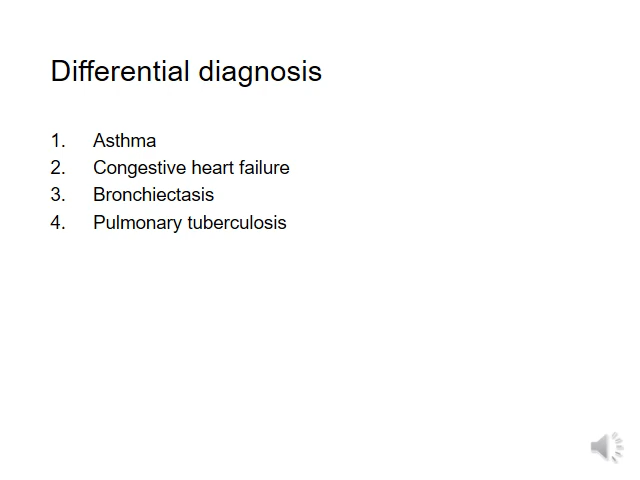 Differential diagnosis
1. Asthma
2. Congestive heart failure
3. Bronchiectasis
4. Pulmonary tuberculosis